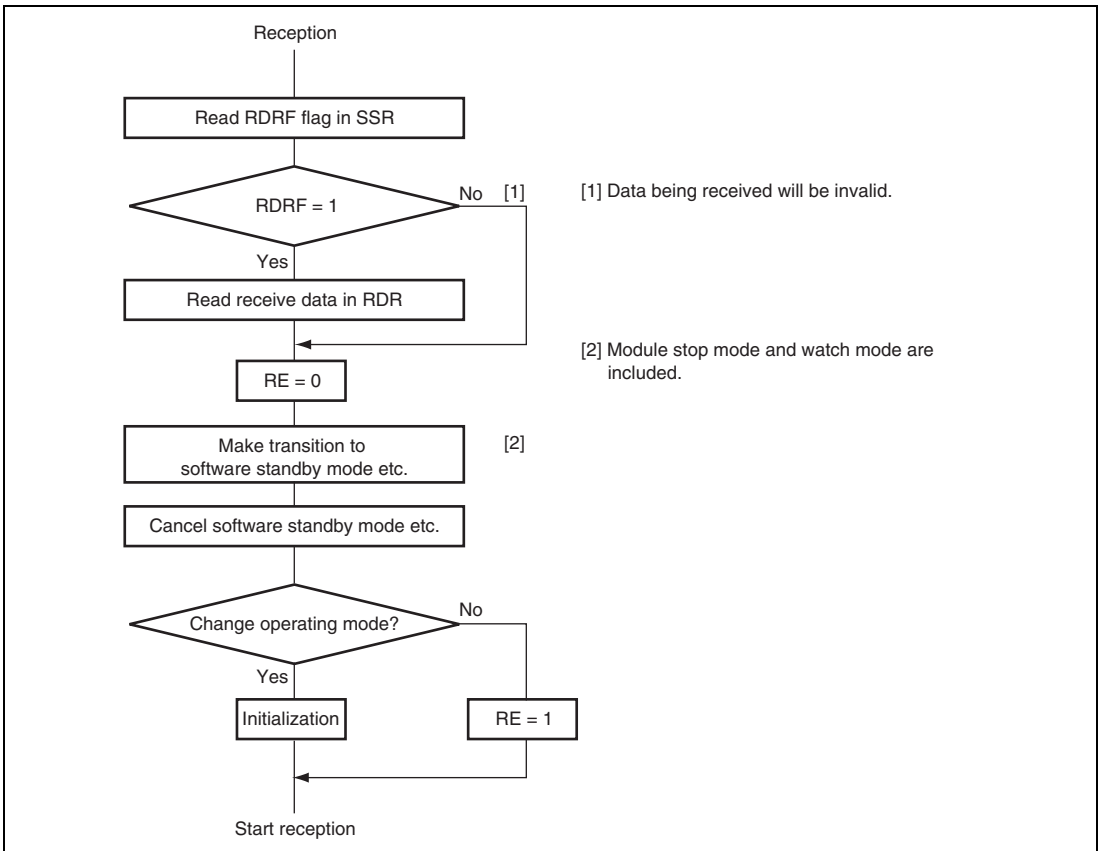 Reception
Read RDRF flag in SSR
RDRF = 1
No
[1]
[1] Data being received will be invalid.
Yes
Read receive data in RDR
[2] Module stop mode and watch mode are
included.
RE = 0
Make transition to
software standby mode etc.
[2]
Cancel software standby mode etc.
Change operating mode?
No
Yes
Initialization
RE = 1
Start reception